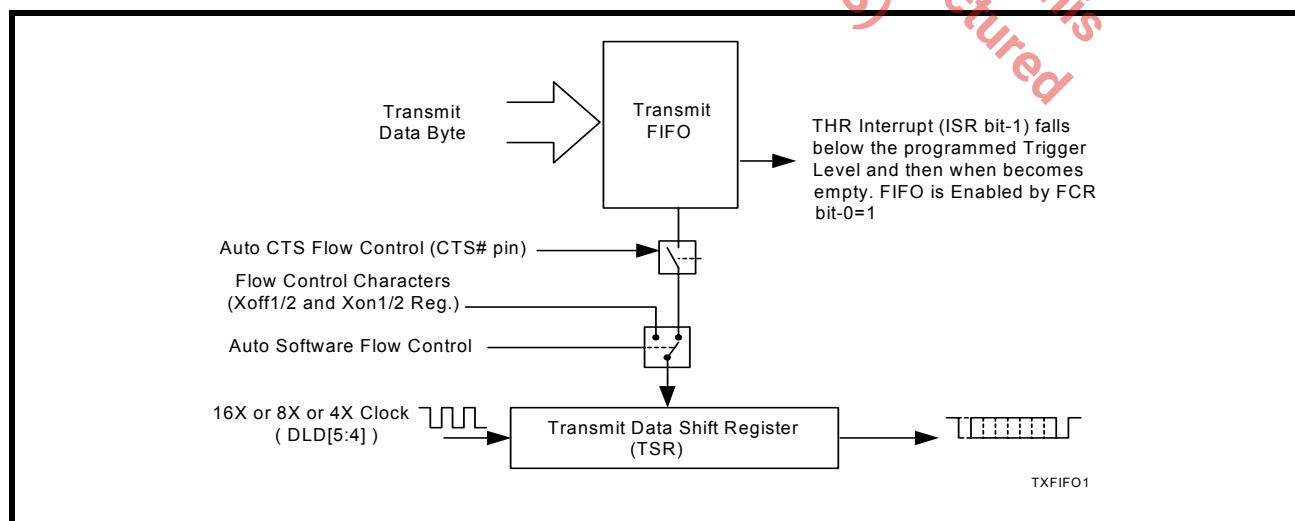 Transmit
Data Byte
Transmit
FIFO
THR Interrupt (ISR bit-1) falls
below the programmed Trigger
Level and then when becomes
empty. FIFO is Enabled by FCR
bit-0=1
Auto CTS Flow Control (CTS# pin)
Flow Control Characters
(Xoff1/2 and Xon1/2 Reg.)
Auto Software Flow Control
16X or 8X or 4X Clock
( DLD[5:4] )
Transmit Data Shift Register
(TSR)
TXFIFO1